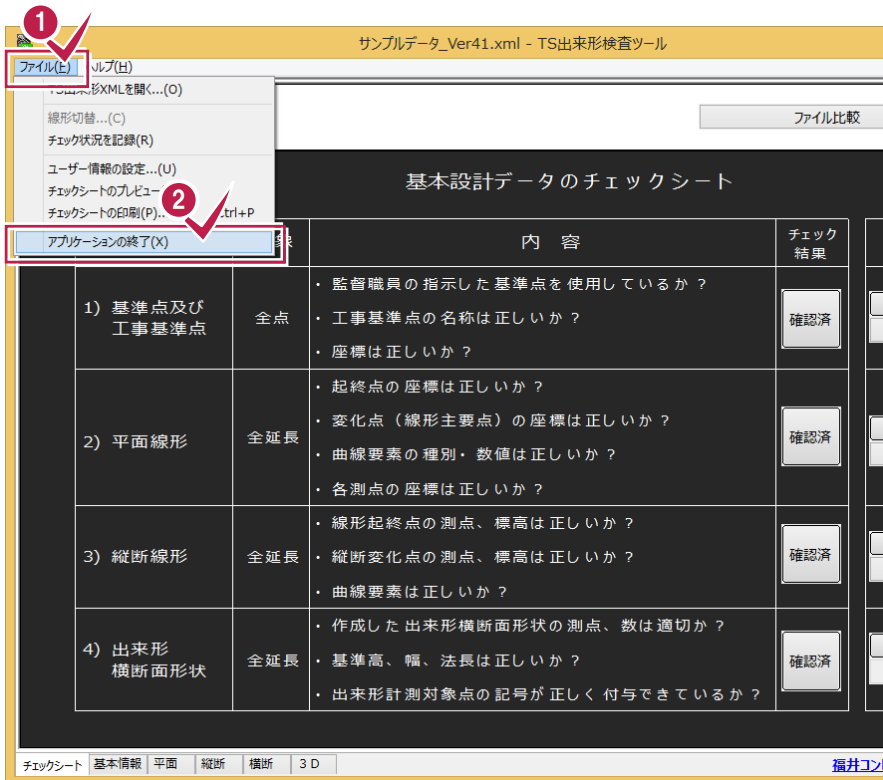 1
サンプルデータ_Ver41.xml - TS出来形検査ツール
ファイル(F) ヘルプ(H)
TS出来形XMLを開く...(O)
線形切替...(C)
チェック状況を記録(R)
ユーザー情報の設定...(U)
チェックシートのプレビュー
2
チェックシートの印刷(P)... trl+P
アプリケーションの終了(X)
ファイル比較
基本設計データのチェックシート
象 内 容 チェック
結果
1) 基準点及び
工事基準点
全点
・ 監督職員の指示した基準点を使用しているか?
・ 工事基準点の名称は正しいか?
・ 座標は正しいか?
確認済
2) 平面線形
全延長
・ 起終点の座標は正しいか?
・ 変化点(線形主要点)の座標は正しいか?
・ 曲線要素の種別・数値は正しいか?
・ 各測点の座標は正しいか?
確認済
3) 縦断線形
全延長
・ 線形起終点の測点、標高は正しいか?
・ 縦断変化点の測点、標高は正しいか?
・ 曲線要素は正しいか?
確認済
4) 出来形
横断面形状
全延長
・ 作成した出来形横断面形状の測点、数は適切か?
・ 基準高、幅、法長は正しいか?
・ 出来形計測対象点の記号が正しく付与できているか?
確認済
チェックシート 基本情報 平面 縦断 横断 3D
福井コン